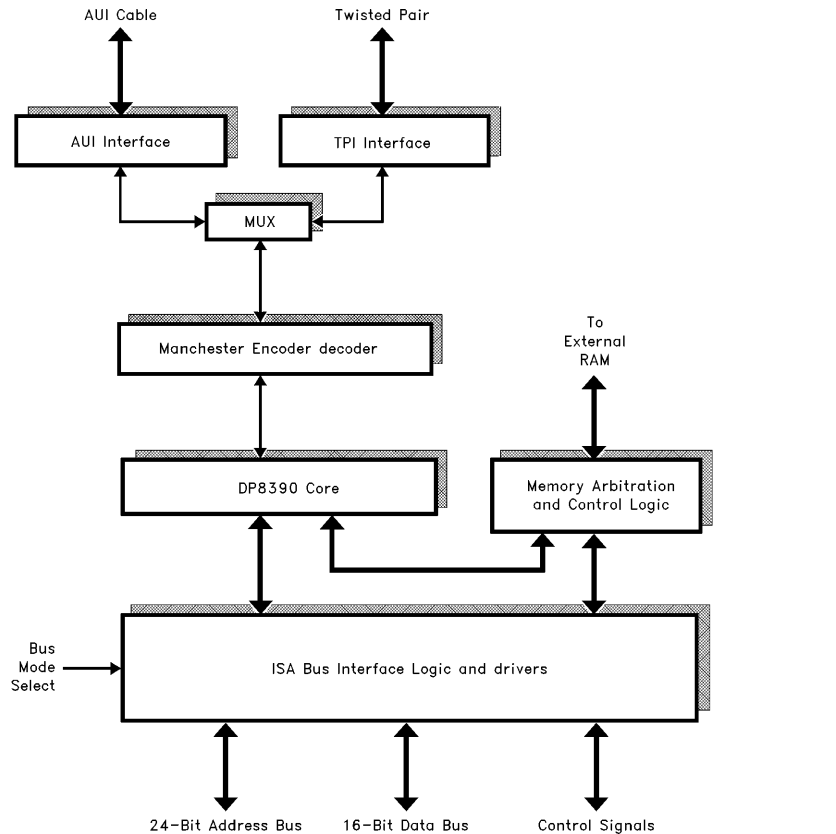 AUI Cable
Twisted Pair
AUI Interface
TPI Interface
MUX
Manchester Encoder decoder
To
External
RAM
DP8390 Core
Memory Arbitration
and Control Logic
Bus
Mode
Select
ISA Bus Interface Logic and drivers
24-Bit Address Bus
16-Bit Data Bus
Control Signals